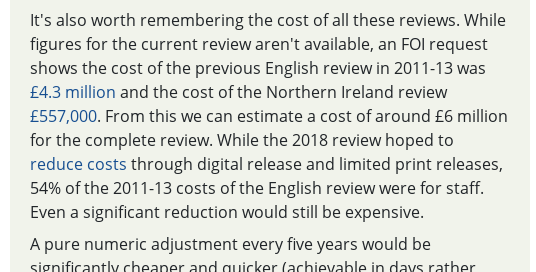 It's also worth remembering the cost of all these reviews. While
figures for the current review aren't available, an FOI request
shows the cost of the previous English review in 2011-13 was
£4.3 million and the cost of the Northern Ireland review
£557,000. From this we can estimate a cost of around £6 million
for the complete review. While the 2018 review hoped to
reduce costs through digital release and limited print releases,
54% of the 2011-13 costs of the English review were for staff.
Even a significant reduction would still be expensive.
A pure numeric adjustment every five years would be
significantly cheaper and quicker (achievable in days rather